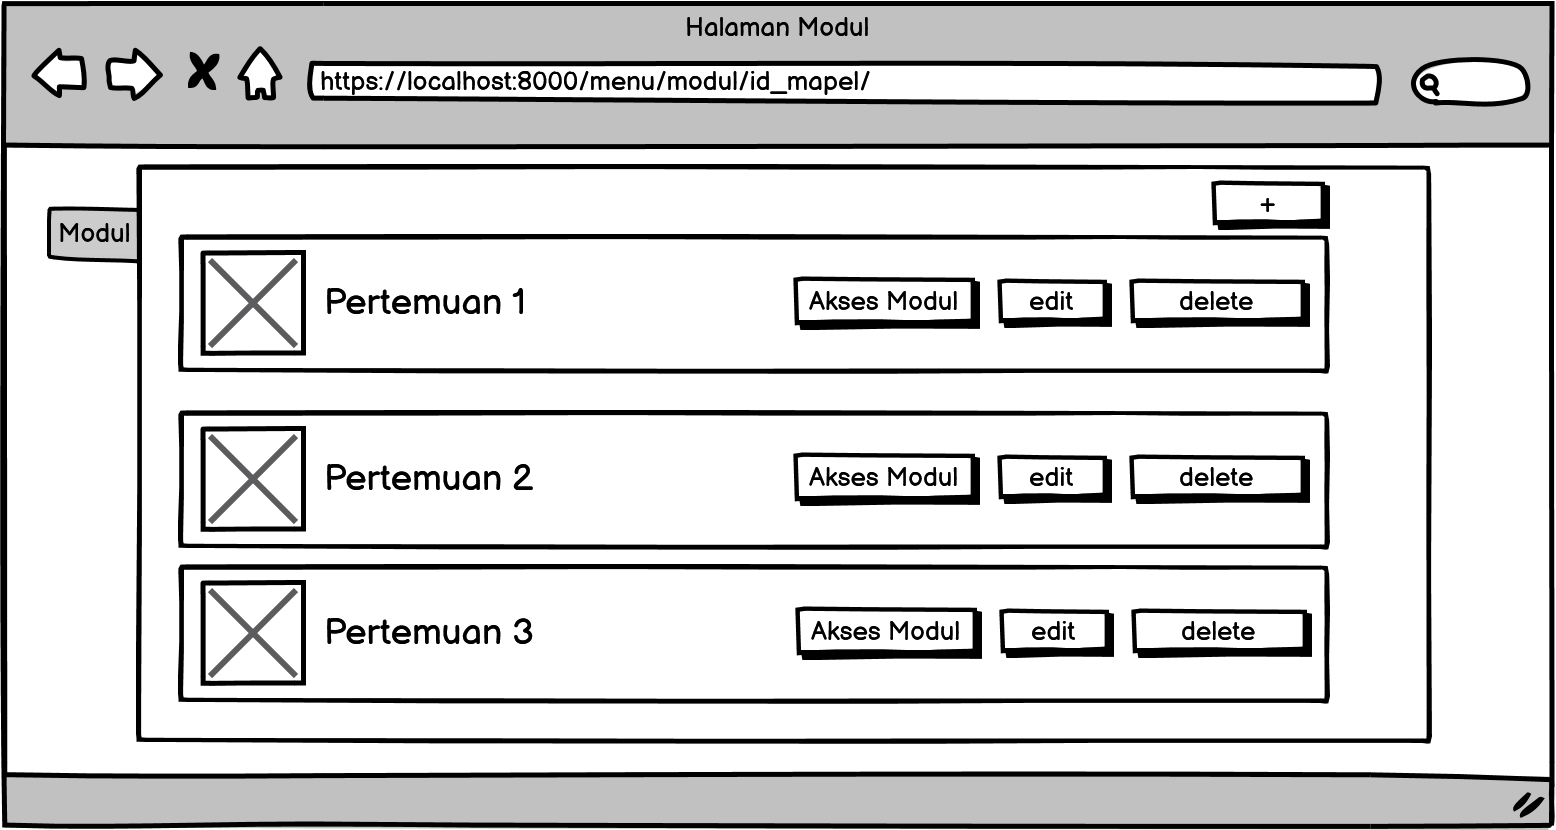 Halaman Modul
https://localhost:8000/menu/modul/id_mapel/
+
Modul
Pertemuan 1
Akses Modul
edit
delete
Pertemuan 2
Akses Modul
edit
delete
Pertemuan 3
Akses Modul
edit
delete